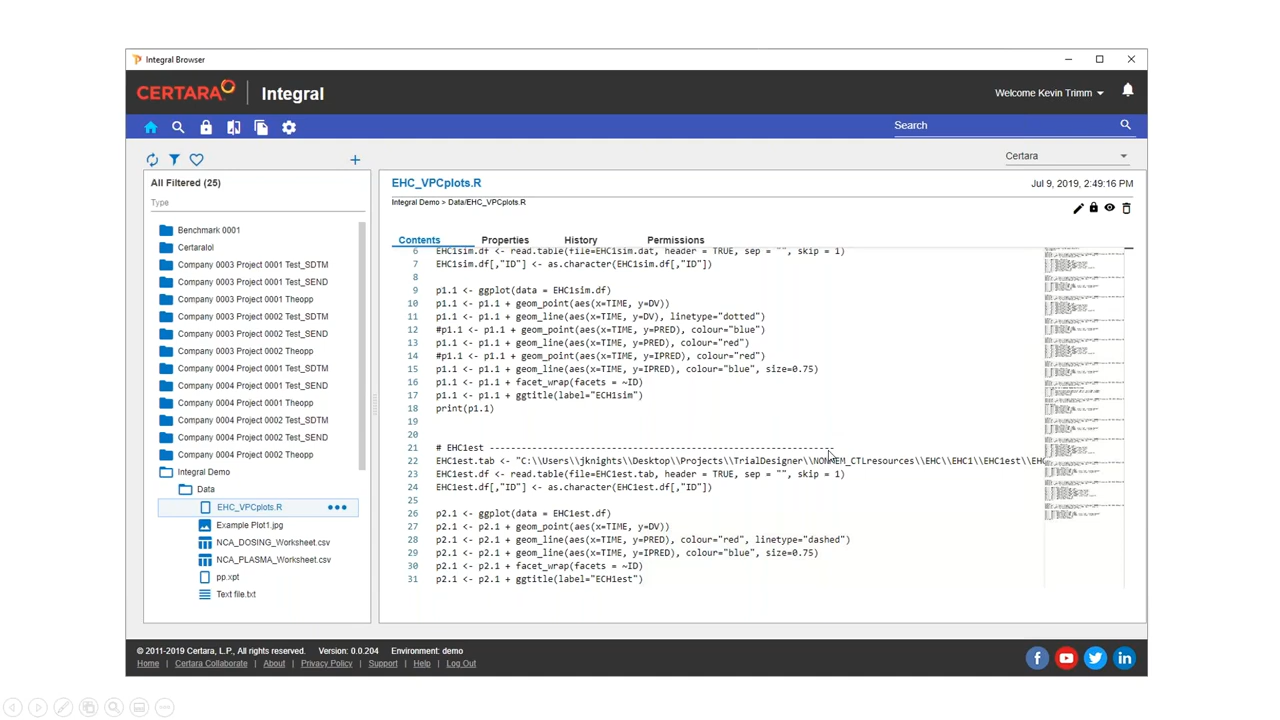 Integral Browser
CERTARA Integral
Welcome Kevin Trimm
Search
Certara
All Filtered (25)
Type
Benchmark 0001
Certaralol
Company 0003 Project 0001 Test_SDTM
Company 0003 Project 0001 Test_SEND
Company 0003 Project 0001 Theopp
Company 0003 Project 0002 Test_SDTM
Company 0003 Project 0002 Test_SEND
Company 0003 Project 0002 Theopp
Company 0004 Project 0001 Test_SDTM
Company 0004 Project 0001 Test_SEND
Company 0004 Project 0001 Theopp
Company 0004 Project 0002 Test_SDTM
Company 0004 Project 0002 Test_SEND
Company 0004 Project 0002 Theopp
Integral Demo
Data
EHC_VPCplots.R
Example Plot1.jpg
NCA_DOSING_Worksheet.csv
NCA_PLASMA_Worksheet.csv
pp.xpt
Text file.txt
EHC_VPCplots.R
Jul 9, 2019, 2:49:16 PM
Integral Demo > Data/EHC_VPCplots.R
Contents Properties History Permissions
6 EHC1sim.df <- read.table(file=EHC1sim.dat, header = TRUE, sep = "", skip = 1)
7 EHC1sim.df[,"ID"] <- as.character(EHC1sim.df[,"ID"])
8
9 p1.1 <- ggplot(data = EHC1sim.df)
10 p1.1 <- p1.1 + geom_point(aes(x=TIME, y=DV))
11 p1.1 <- p1.1 + geom_line(aes(x=TIME, y=DV), linetype="dotted")
12 #p1.1 <- p1.1 + geom_point(aes(x=TIME, y=PRED), colour="blue")
13 p1.1 <- p1.1 + geom_line(aes(x=TIME, y=PRED), colour="red")
14 #p1.1 <- p1.1 + geom_point(aes(x=TIME, y=IPRED), colour="red")
15 p1.1 <- p1.1 + geom_line(aes(x=TIME, y=IPRED), colour="blue", size=0.75)
16 p1.1 <- p1.1 + facet_wrap(facets = ~ID)
17 p1.1 <- p1.1 + ggtitle(label="ECH1sim")
18 print(p1.1)
19
20
21 # EHC1est -----------------------------------------------------------------
22 EHC1est.tab <- "C:\\Users\\jknights\\Desktop\\Projects\\TrialDesigner\\NONMEM_CTLresources\\EHC\\EHC1\\EHC1est\\EHC
23 EHC1est.df <- read.table(file=EHC1est.tab, header = TRUE, sep = "", skip = 1)
24 EHC1est.df[,"ID"] <- as.character(EHC1est.df[,"ID"])
25
26 p2.1 <- ggplot(data = EHC1est.df)
27 p2.1 <- p2.1 + geom_point(aes(x=TIME, y=DV))
28 p2.1 <- p2.1 + geom_line(aes(x=TIME, y=PRED), colour="red", linetype="dashed")
29 p2.1 <- p2.1 + geom_line(aes(x=TIME, y=IPRED), colour="blue", size=0.75)
30 p2.1 <- p2.1 + facet_wrap(facets = ~ID)
31 p2.1 <- p2.1 + ggtitle(label="ECH1est")
© 2011-2019 Certara, L.P., All rights reserved. Version: 0.0.204 Environment: demo
Home | Certara Collaborate | About | Privacy Policy | Support | Help | Log Out